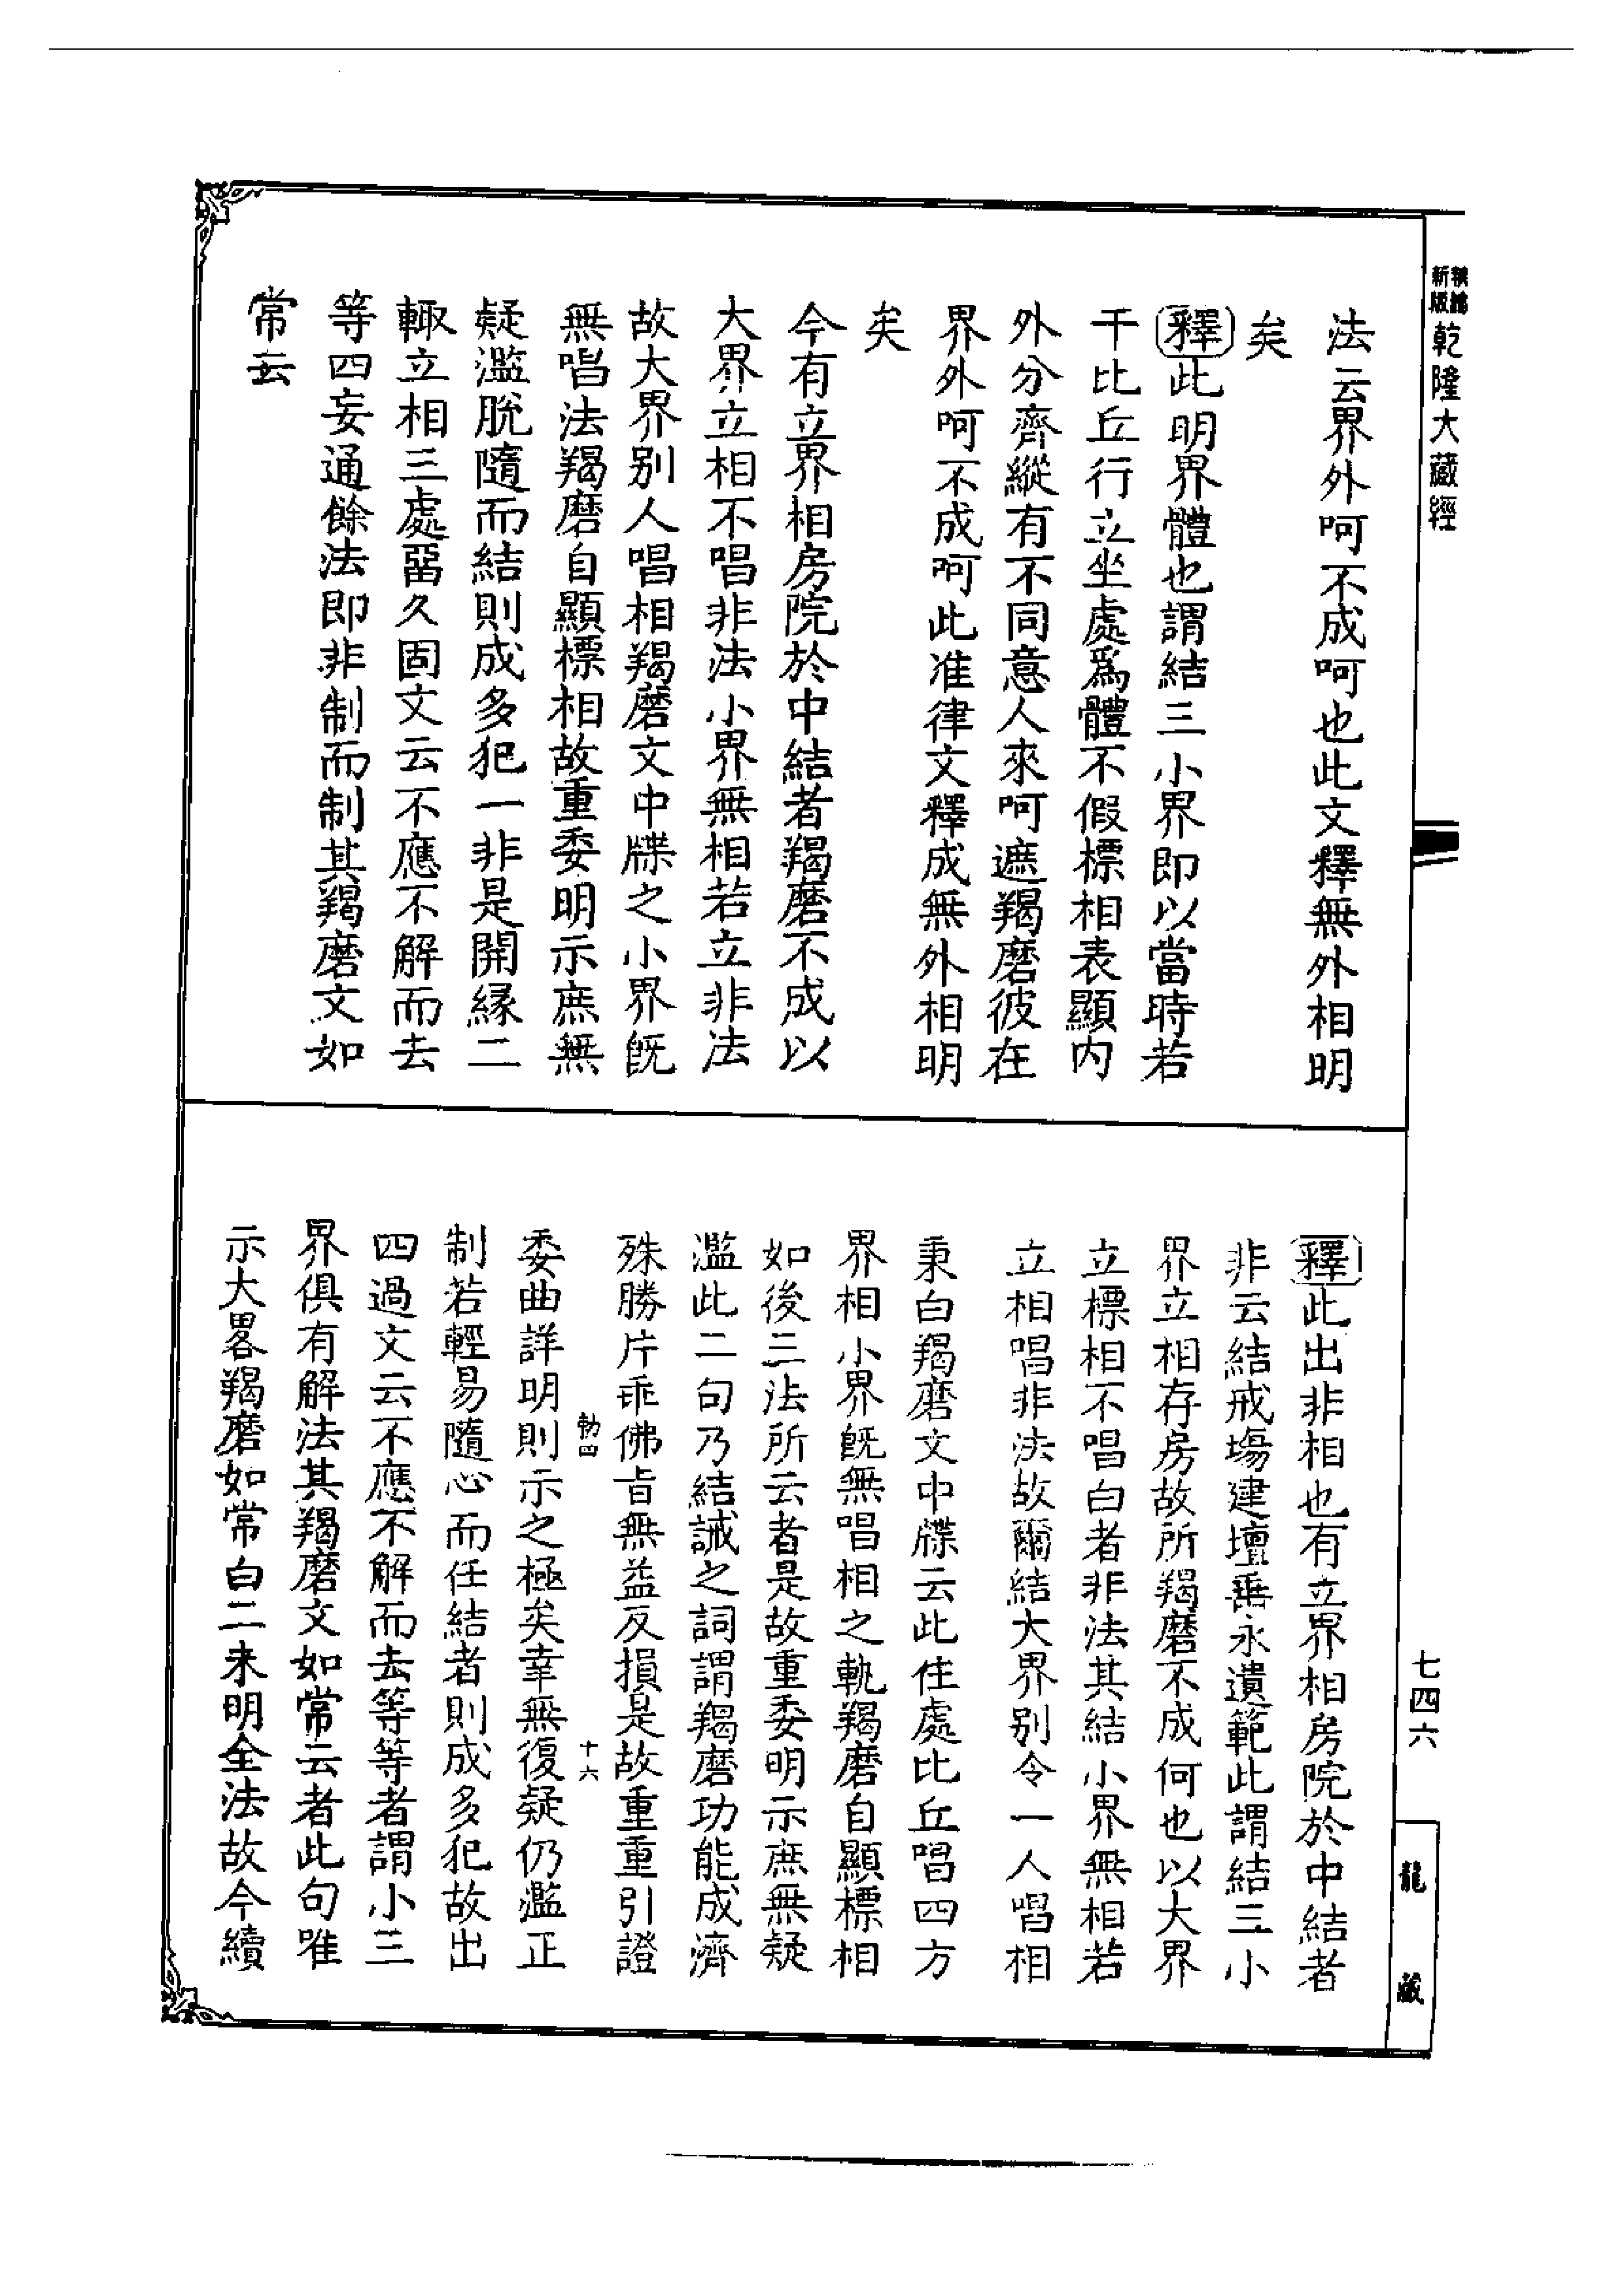 新版
乾隆大藏經
法云界外呵不成呵也此文釋無外相明
矣
釋此明界體也謂結三小界即以當時若
干比丘行立坐處爲體不假標相表顯內
外分齊縱有不同意人來呵遮羯磨彼在
界外呵不成呵此准律文釋成無外相明
矣
今有立界相房院於中結者羯磨不成以
大界立相不唱非法小界無相若立非法
故大界別人唱相羯磨文中牒之小界旣
無唱法羯磨自顯標相故重委明示庶無
疑濫脫隨而結則成多犯一非是開緣二
輙立相三處畱久固文云不應不解而去
等四妄通餘法即非制而制其羯磨文如
常云
釋此出非相也有立界相房院於中結者
非云結戒場建壇垂永遺範此謂結三小
界立相存房故所羯磨不成何也以大界
立標相不唱白者非法其結小界無相若
立相唱非法故爾結大界別令一人唱相
秉白羯磨文中牒云此住處比丘唱四方
界相小界旣無唱相之軌羯磨自顯標相
如後三法所云者是故重委明示庶無疑
濫此二句乃結誡之詞謂羯磨功能成濟
殊勝片乖佛旨無益反損是故重重引證
勅四 十六
委曲詳明則示之極矣幸無復疑仍濫正
制若輕易隨心而任結者則成多犯故出
四過文云不應不解而去等等者謂小三
界俱有解法其羯磨文如常云者此句唯
示大畧羯磨如常白二未明全法故今續
七四六
龍藏